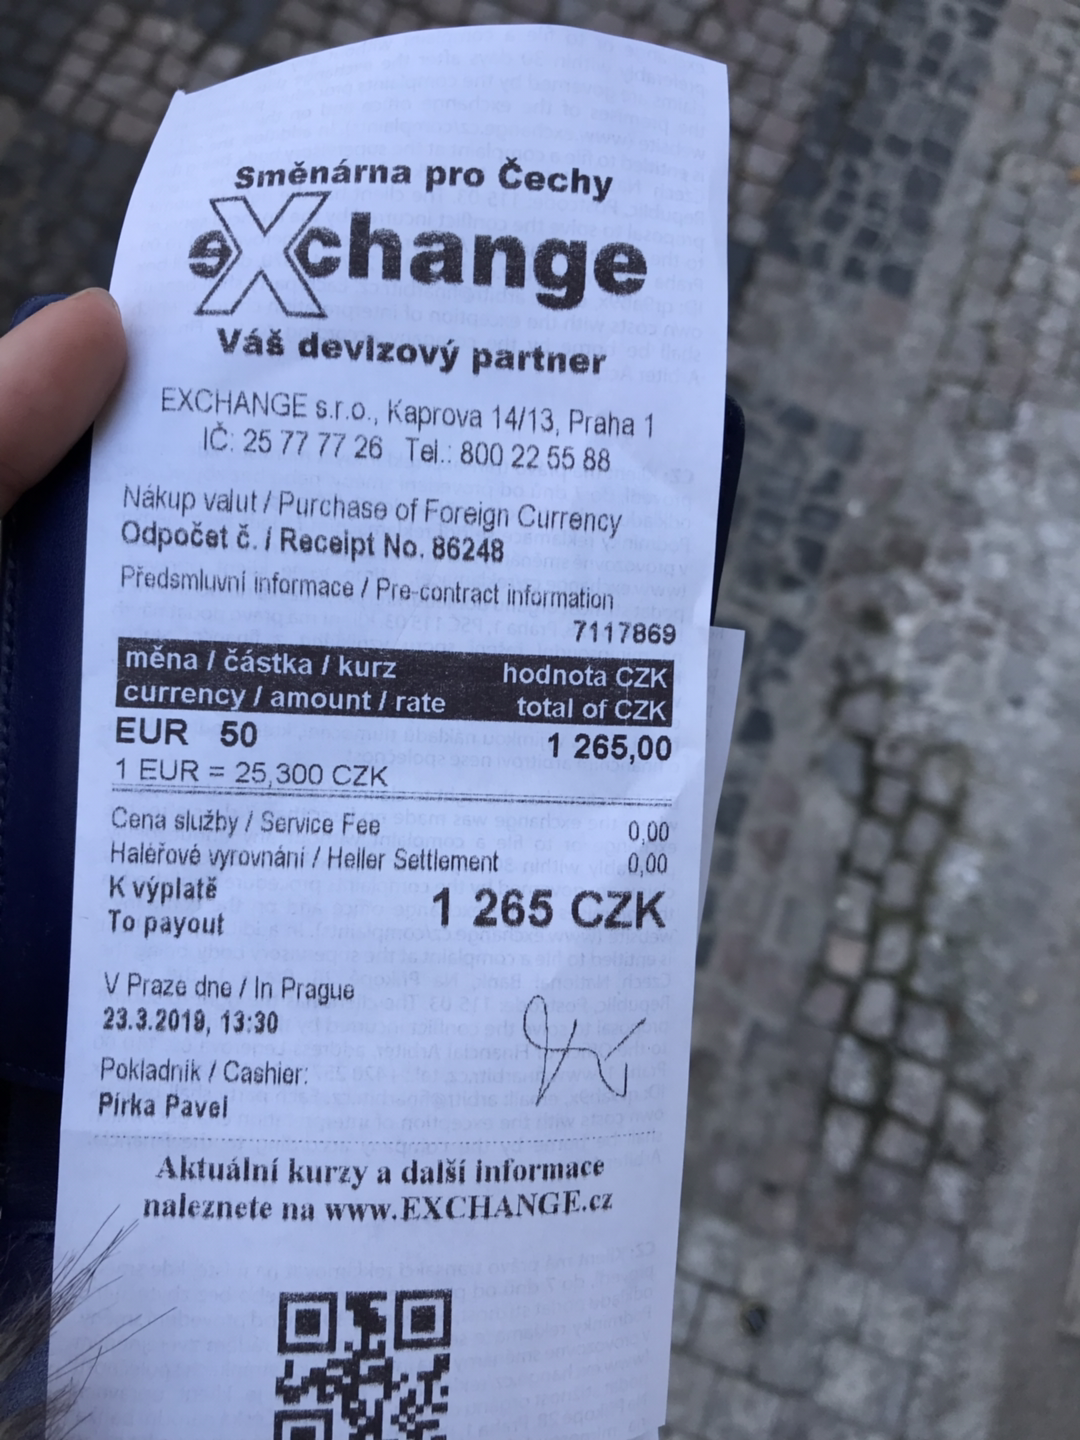 Směnárna pro Čechy
eXchange
Váš devizový partner
EXCHANGE s.r.o., Kaprova 14/13, Praha 1
IČ: 25 77 77 26 Tel.: 800 22 55 88
Nákup valut / Purchase of Foreign Currency
Odpočet č. / Receipt No. 86248
Předsmluvní informace / Pre-contract information
7117869
měna / částka / kurz hodnota CZK
currency / amount / rate total of CZK
EUR 50 1 265,00
1 EUR = 25,300 CZK
Cena služby / Service Fee 0,00
Haléřové vyrovnání / Heller Settlement 0,00
K výplatě
To payout 1 265 CZK
V Praze dne / In Prague
23.3.2019, 13:30
Pokladník / Cashier:
Pirka Pavel
Aktuální kurzy a další informace
naleznete na www.EXCHANGE.cz